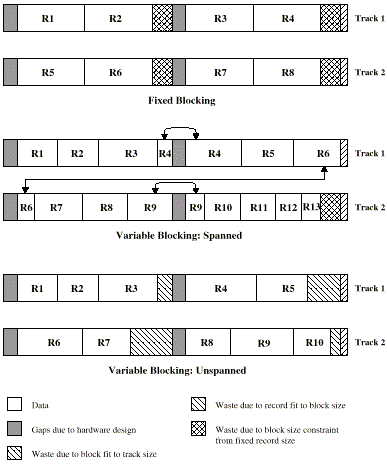 R1 R2 R3 R4 Track 1
R5 R6 R7 R8 Track 2
Fixed Blocking
R1 R2 R3 R4 R4 R5 R6 Track 1
R6 R7 R8 R9 R9 R10 R11 R12 R13 Track 2
Variable Blocking: Spanned
R1 R2 R3 R4 R5 Track 1
R6 R7 R8 R9 R10 Track 2
Variable Blocking: Unspanned
Data
Waste due to record fit to block size
Gaps due to hardware design
Waste due to block size constraint
from fixed record size
Waste due to block fit to track size